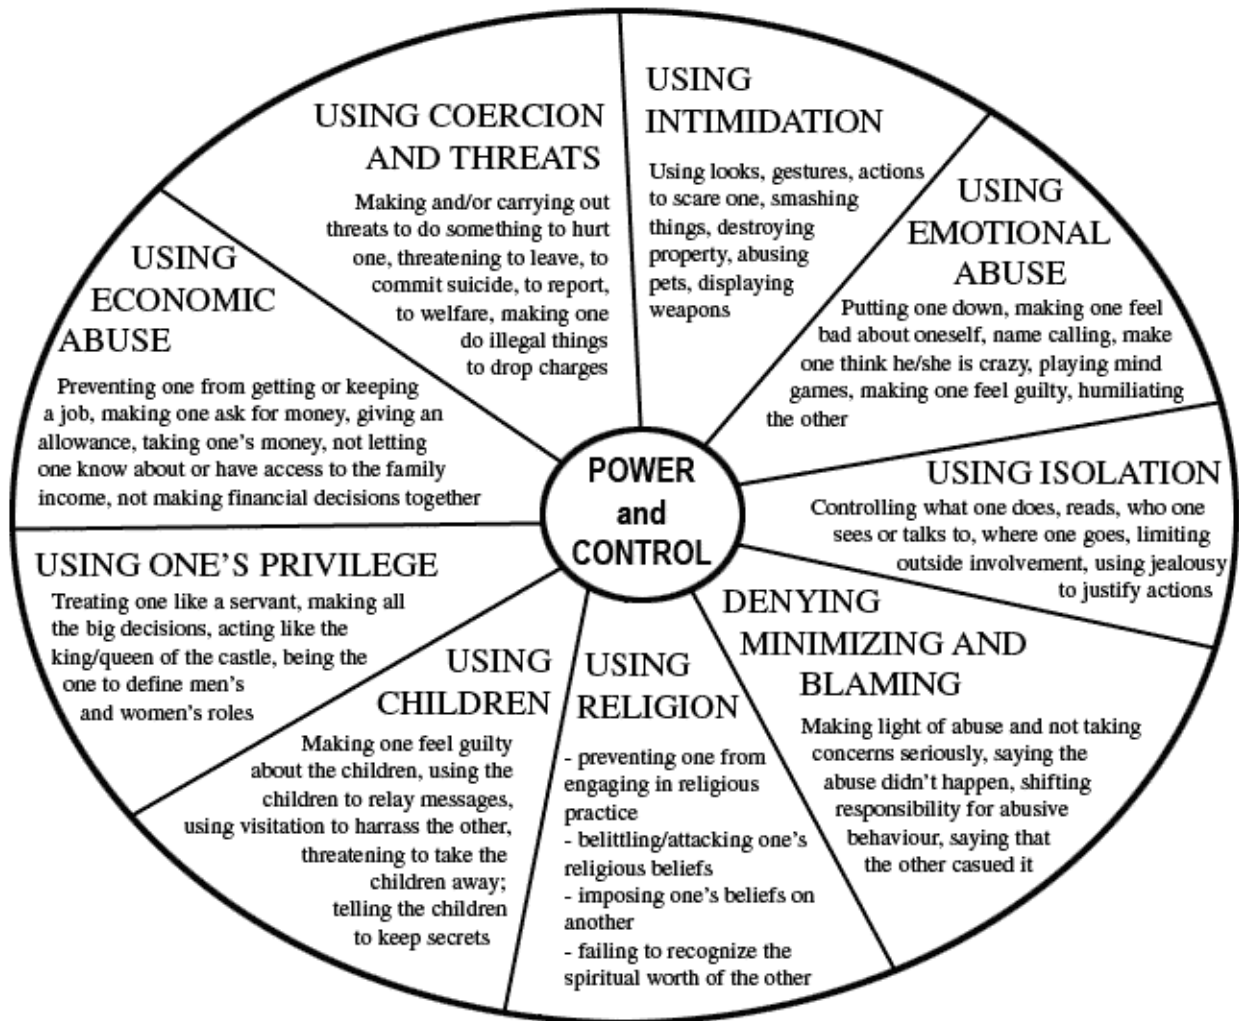 USING COERCION
AND THREATS
Making and/or carrying out
threats to do something to hurt
one, threatening to leave, to
commit suicide, to report,
to welfare, making one
do illegal things
to drop charges
USING
INTIMIDATION
Using looks, gestures, actions
to scare one, smashing
things, destroying
property, abusing
pets, displaying
weapons
USING
EMOTIONAL
ABUSE
Putting one down, making one feel
bad about oneself, name calling, make
one think he/she is crazy, playing mind
games, making one feel guilty, humiliating
the other
USING ISOLATION
Controlling what one does, reads, who one
sees or talks to, where one goes, limiting
outside involvement, using jealousy
to justify actions
DENYING
MINIMIZING AND
BLAMING
Making light of abuse and not taking
concerns seriously, saying the
abuse didn't happen, shifting
responsibility for abusive
behaviour, saying that
the other casued it
USING
RELIGION
- preventing one from
engaging in religious
practice
- belittling/attacking one's
religious beliefs
- imposing one's beliefs on
another
- failing to recognize the
spiritual worth of the other
USING
CHILDREN
Making one feel guilty
about the children, using the
children to relay messages,
using visitation to harrass the other,
threatening to take the
children away;
telling the children
to keep secrets
USING ONE'S PRIVILEGE
Treating one like a servant, making all
the big decisions, acting like the
king/queen of the castle, being the
one to define men's
and women's roles
USING
ECONOMIC
ABUSE
Preventing one from getting or keeping
a job, making one ask for money, giving an
allowance, taking one's money, not letting
one know about or have access to the family
income, not making financial decisions together
POWER
and
CONTROL